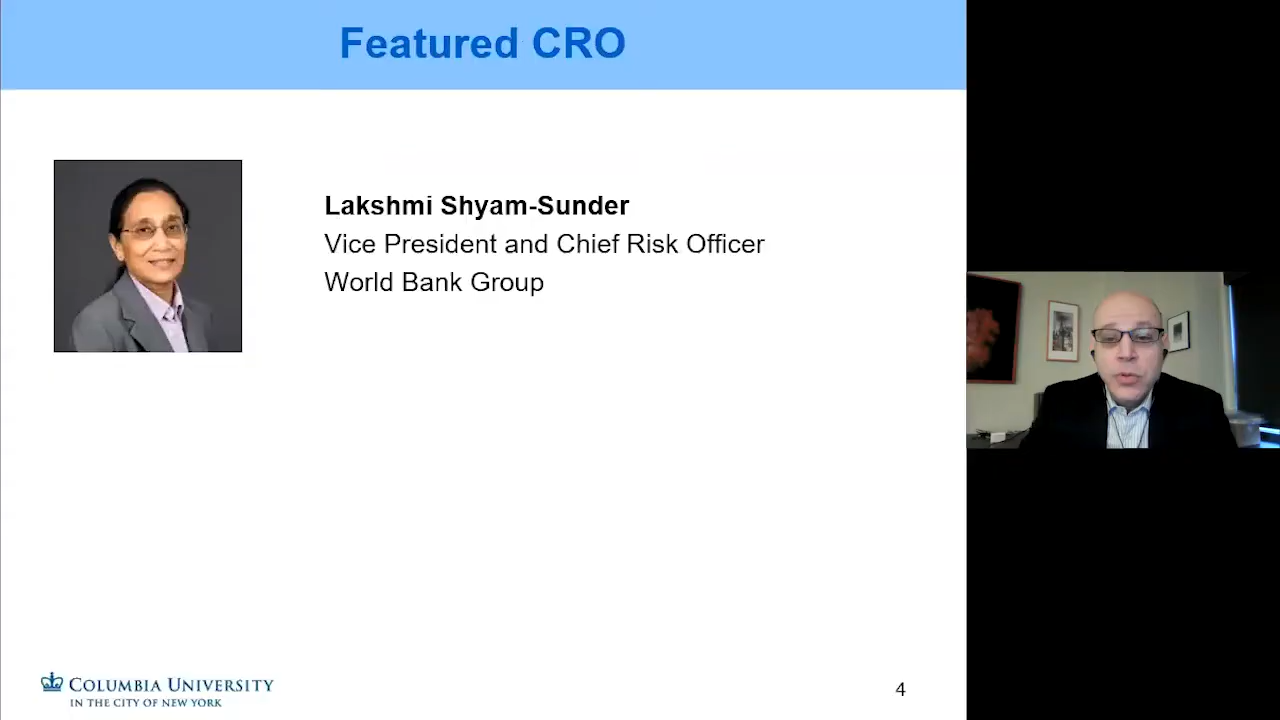 Featured CRO
Lakshmi Shyam-Sunder
Vice President and Chief Risk Officer
World Bank Group
COLUMBIA UNIVERSITY
IN THE CITY OF NEW YORK
4